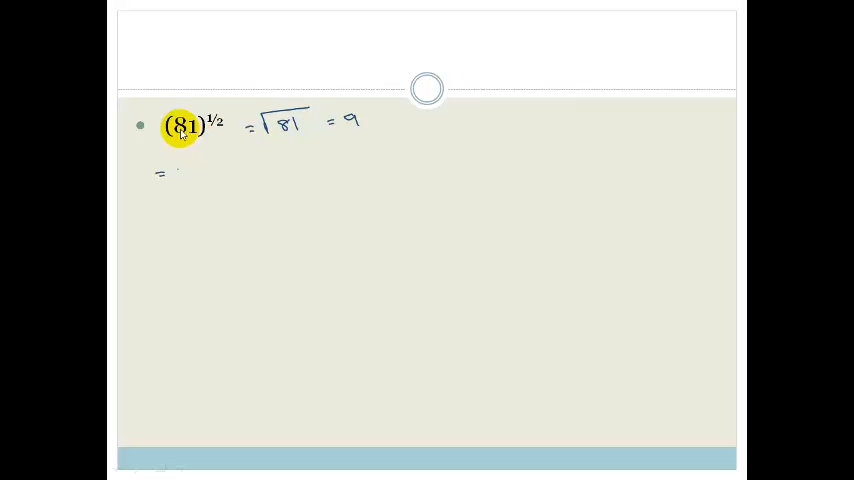 (81)^½ = √81 = 9
=